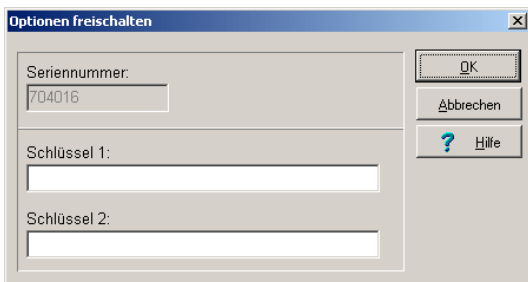 Optionen freischalten
Seriennummer:
704016
Schlüssel 1:
Schlüssel 2:
OK
Abbrechen
? Hilfe